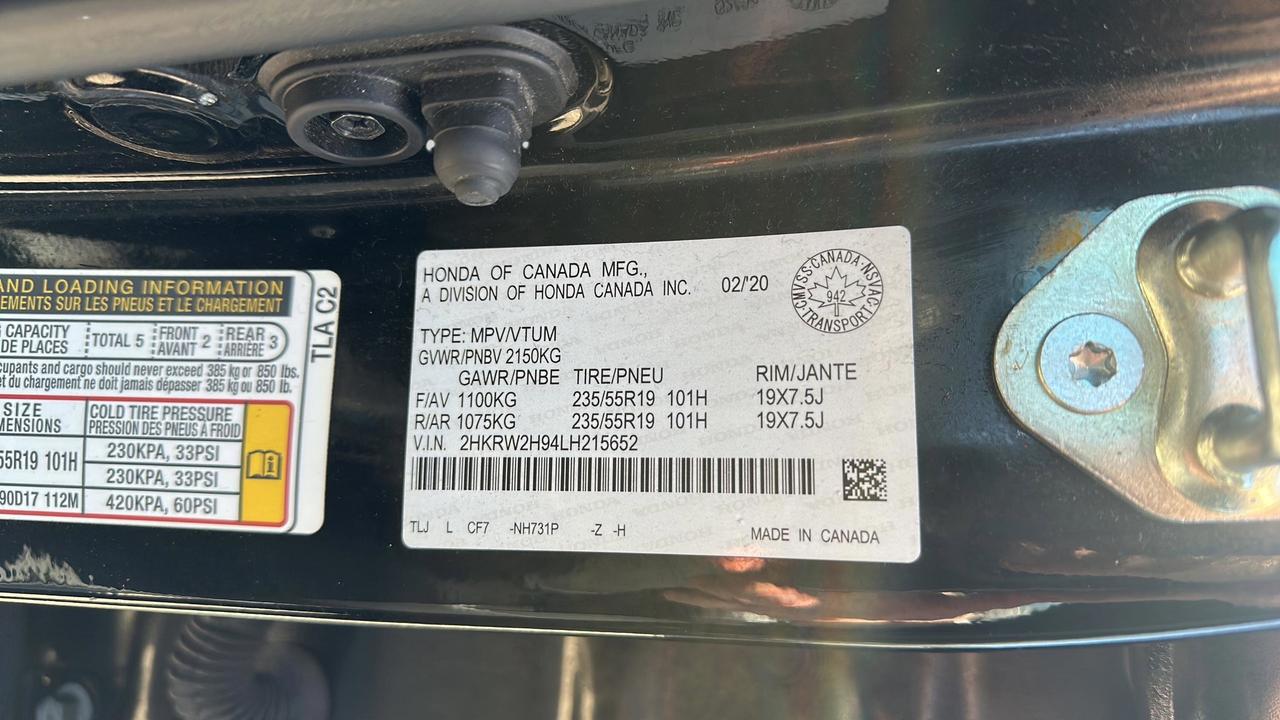 AND LOADING INFORMATION
EMENTS SUR LES PNEUS ET LE CHARGEMENT
CAPACITY
DE PLACES
TOTAL 5
FRONT
AVANT 2
REAR
ARRIÈRE 3
cupants and cargo should never exceed 385 kg or 850 lbs.
et du chargement ne doit jamais dépasser 385 kg ou 850 lb.
SIZE
MENSIONS
COLD TIRE PRESSURE
PRESSION DES PNEUS À FROID
55R19 101H
230KPA, 33PSI
230KPA, 33PSI
90D17 112M
420KPA, 60PSI
TLA C2
HONDA OF CANADA MFG.,
A DIVISION OF HONDA CANADA INC.
02/'20
CMVSS·CANADA·NSVAC
942
TRANSPORT
TYPE: MPV/VTUM
GVWR/PNBV 2150KG
GAWR/PNBE TIRE/PNEU RIM/JANTE
F/AV 1100KG 235/55R19 101H 19X7.5J
R/AR 1075KG 235/55R19 101H 19X7.5J
V.I.N. 2HKRW2H94LH215652
TLJ L CF7 -NH731P -Z -H
MADE IN CANADA